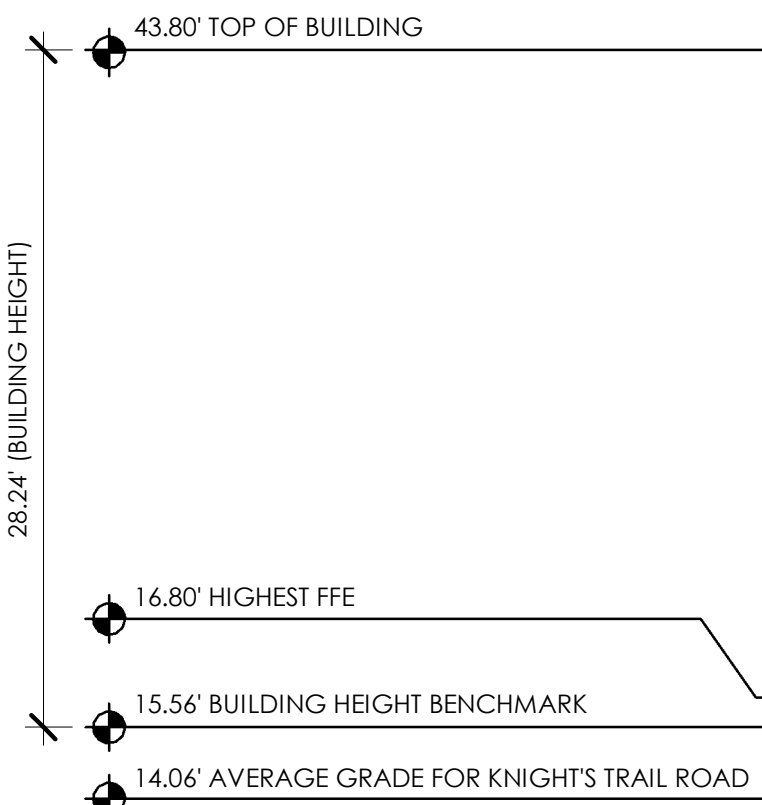 43.80' TOP OF BUILDING
28.24' (BUILDING HEIGHT)
16.80' HIGHEST FFE
15.56' BUILDING HEIGHT BENCHMARK
14.06' AVERAGE GRADE FOR KNIGHT'S TRAIL ROAD